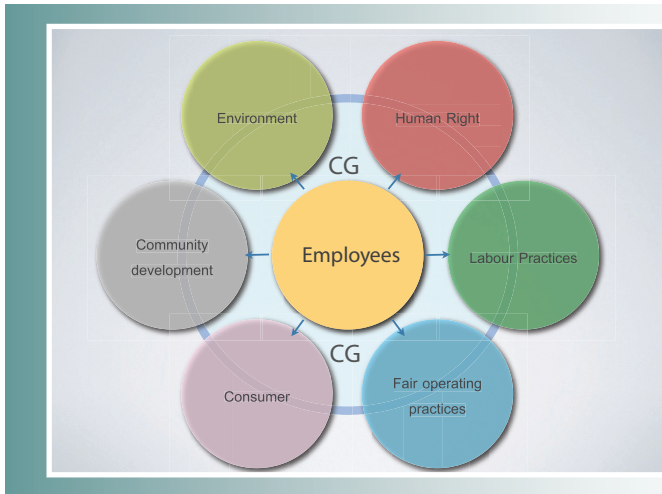 Environment
Human Right
CG
Community
development
Employees
Labour Practices
CG
Consumer
Fair operating
practices